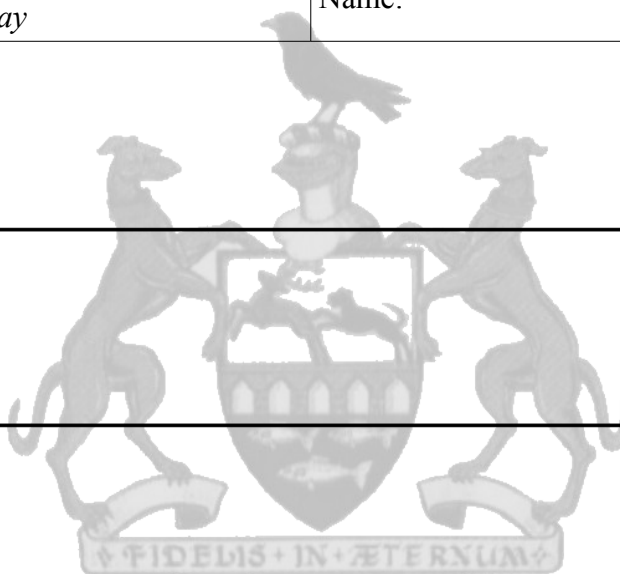 ay
Name:
✥ FIDELIS + IN + ÆTERNUM ✥